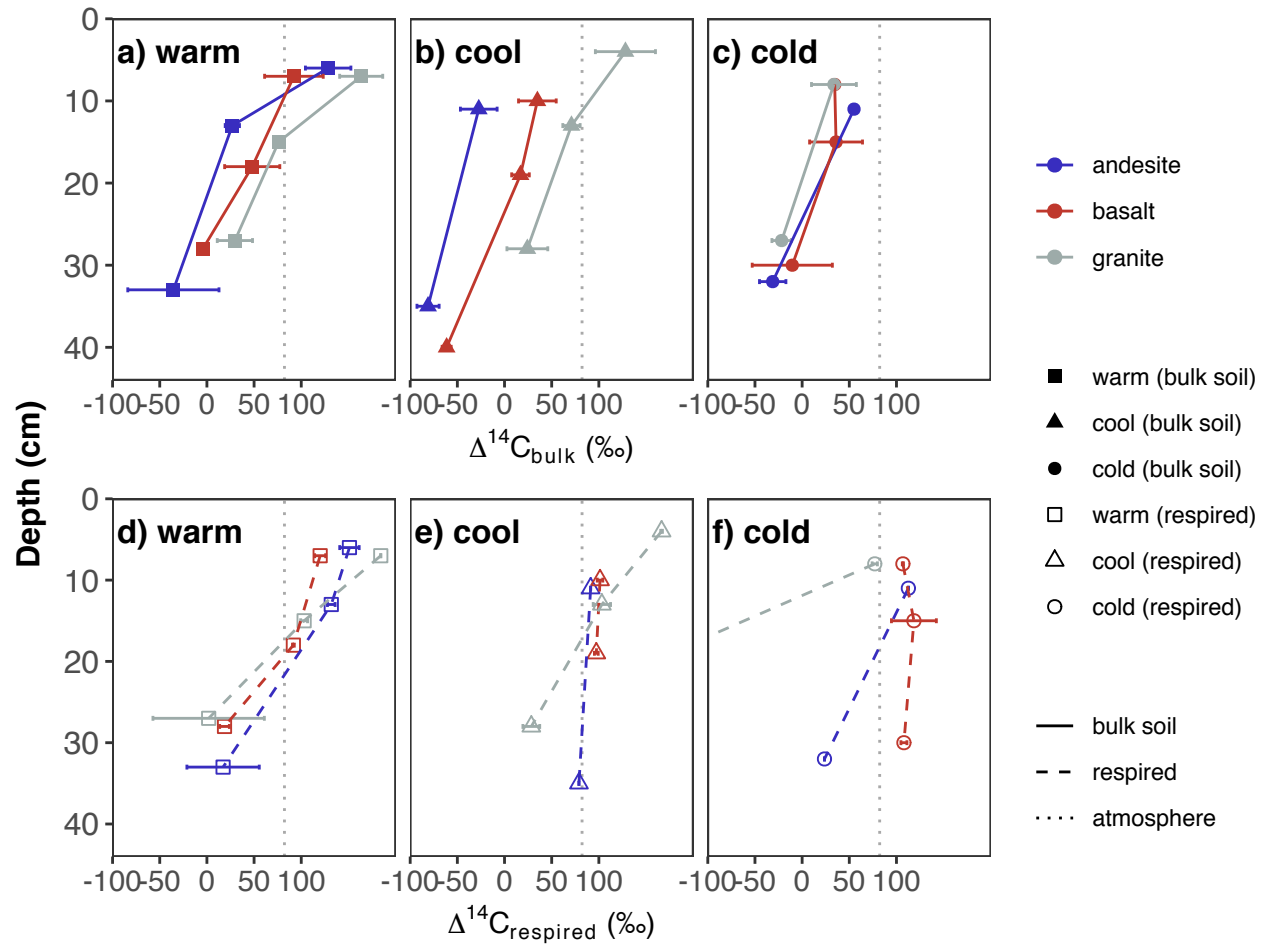 a) warm
b) cool
c) cold
0
10
20
30
40
-100-50 0 50 100
-100-50 0 50 100
-100-50 0 50 100
Δ¹⁴C_bulk (‰)
Depth (cm)
d) warm
e) cool
f) cold
0
10
20
30
40
-100-50 0 50 100
-100-50 0 50 100
-100-50 0 50 100
Δ¹⁴C_respired (‰)
andesite
basalt
granite
warm (bulk soil)
cool (bulk soil)
cold (bulk soil)
warm (respired)
cool (respired)
cold (respired)
bulk soil
respired
atmosphere